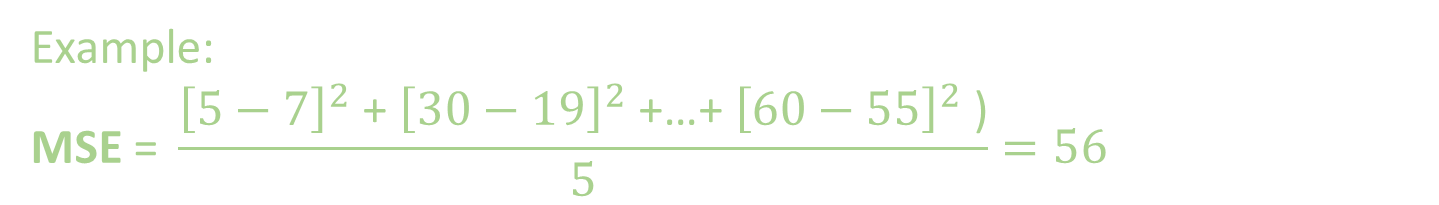 Example:
MSE = [5 − 7]² + [30 − 19]² +...+ [60 − 55]² ) / 5 = 56